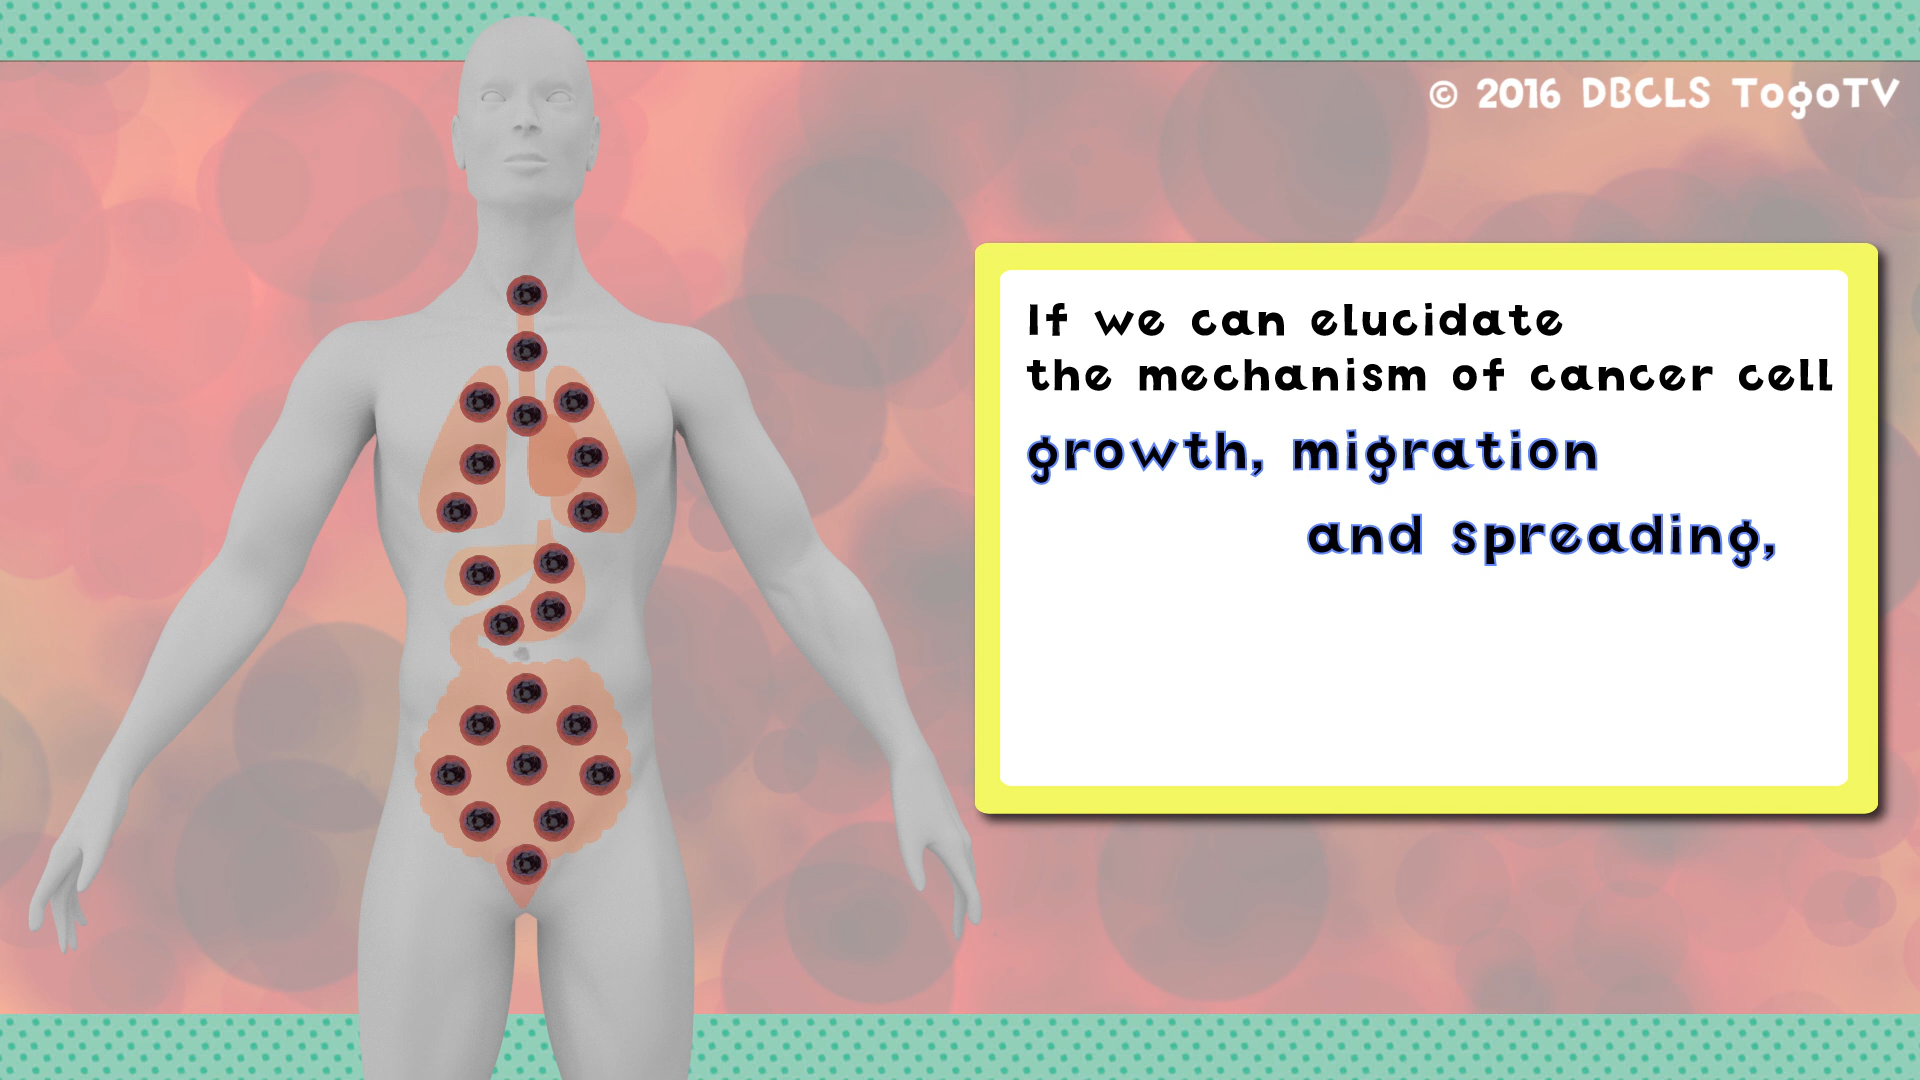 © 2016 DBCLS TogoTV
If we can elucidate
the mechanism of cancer cell
growth, migration
and spreading,